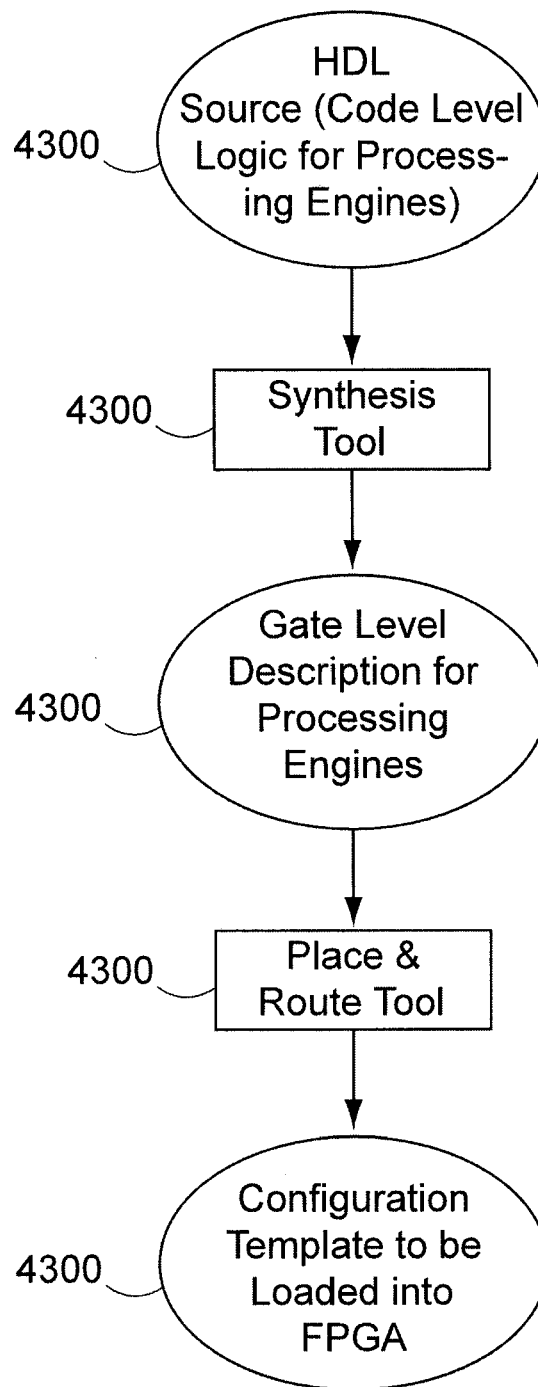 HDL
Source (Code Level
4300
Logic for Process-
ing Engines)
4300
Synthesis
Tool
Gate Level
Description for
4300
Processing
Engines
4300
Place &
Route Tool
Configuration
Template to be
4300
Loaded into
FPGA